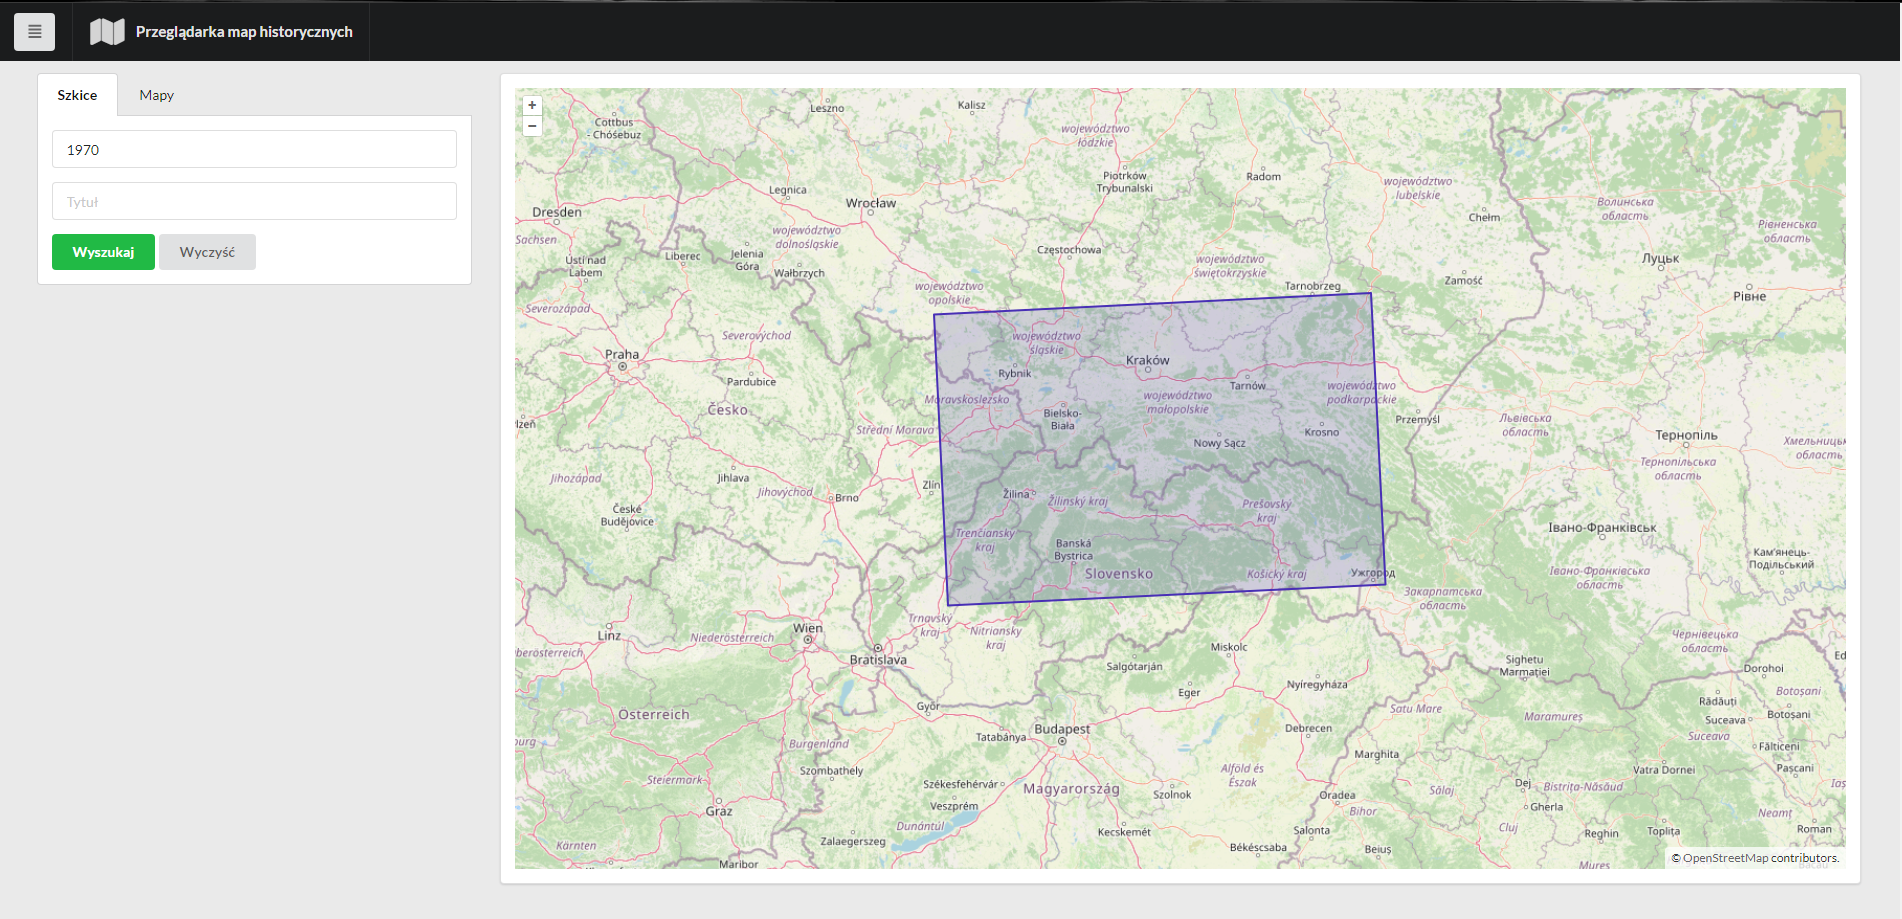 Przeglądarka map historycznych
Szkice
Mapy
1970
Tytuł
Wyszukaj
Wyczyść
+
−
Leszno
Kalisz
Cottbus
- Chóśebuz
województwo
łódzkie
Piotrków
Trybunalski
Radom
Legnica
województwo
lubelskie
Wrocław
Chełm
Волинська
область
Dresden
Рівненська
область
Sachsen
województwo
dolnośląskie
Częstochowa
Ústí nad
Labem
Liberec
Jelenia
Góra
Wałbrzych
województwo
świętokrzyskie
Луцьк
Zamość
województwo
opolskie
Tarnobrzeg
Рівне
Severozápad
Severovýchod
województwo
śląskie
Praha
Kraków
Rybnik
Pardubice
Tarnów
województwo
podkarpackie
Moravskoslezsko
województwo
małopolskie
Česko
Bielsko-
Biała
Przemyśl
Львівська
область
lzeň
Střední Morava
Krosno
Nowy Sącz
Тернопіль
Хмельницьк
область
Тернопільська
область
Jihozápad
Jihlava
Jihovýchod
Brno
Zlín
Žilina
Žilinský kraj
Prešovský
kraj
České
Budějovice
Івано-Франківськ
Trenčiansky
kraj
Banská
Bystrica
Кам'янець-
Подільський
Slovensko
Košický kraj
Ужгород
Івано-Франківська
область
Закарпатська
область
Trnavský
kraj
Nitriansky
kraj
Linz
Niederösterreich
Wien
Чернівецька
область
Bratislava
berösterreich
Miskolc
Salgótarján
Sighetu
Marmației
Dorohoi
Ed
Eger
Nyíregyháza
Botoșani
Rădăuți
Győr
Satu Mare
Maramureș
Suceava
Botoșani
Österreich
Budapest
Debrecen
Suceava
Tatabánya
burg
Burgenland
Fălticeni
Marghita
Szombathely
Alföld és
Észak
Vatra Dornei
Pașcani
Steiermark
Székesfehérvár
Magyarország
Szolnok
Oradea
Dej
Sălaj
Bistrița-Năsăud
Iaș
Veszprém
Gherla
Graz
Bihor
Neamț
Dunántúl
Kecskemét
Salonta
Cluj
Reghin
Toplița
Roman
Kärnten
Zalaegerszeg
Békéscsaba
Beiuș
Maribor
Mureș
© OpenStreetMap contributors.